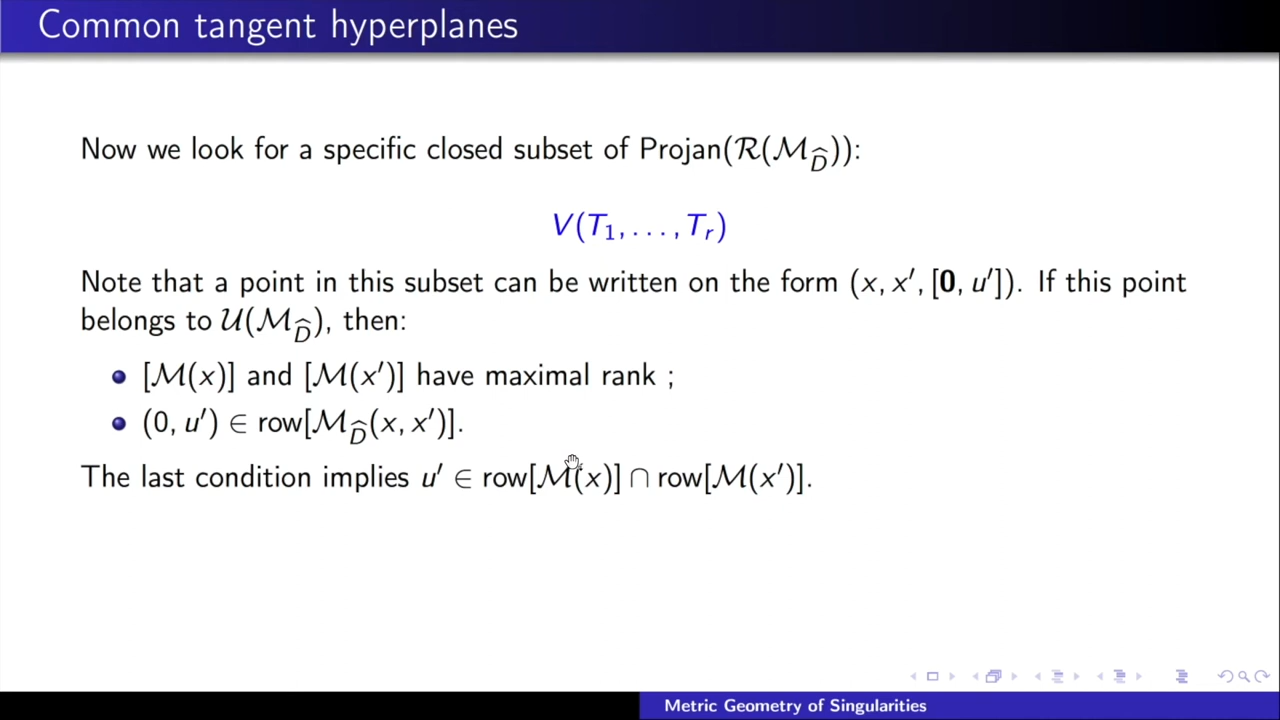 Common tangent hyperplanes
Now we look for a specific closed subset of Projan(ℛ(ℳ_D̂)):
V(T₁, . . . , Tᵣ)
Note that a point in this subset can be written on the form (x, x′, [𝟎, u′]). If this point
belongs to 𝒰(ℳ_D̂), then:
[ℳ(x)] and [ℳ(x′)] have maximal rank ;
(0, u′) ∈ row[ℳ_D̂(x, x′)].
The last condition implies u′ ∈ row[ℳ(x)] ∩ row[ℳ(x′)].
Metric Geometry of Singularities